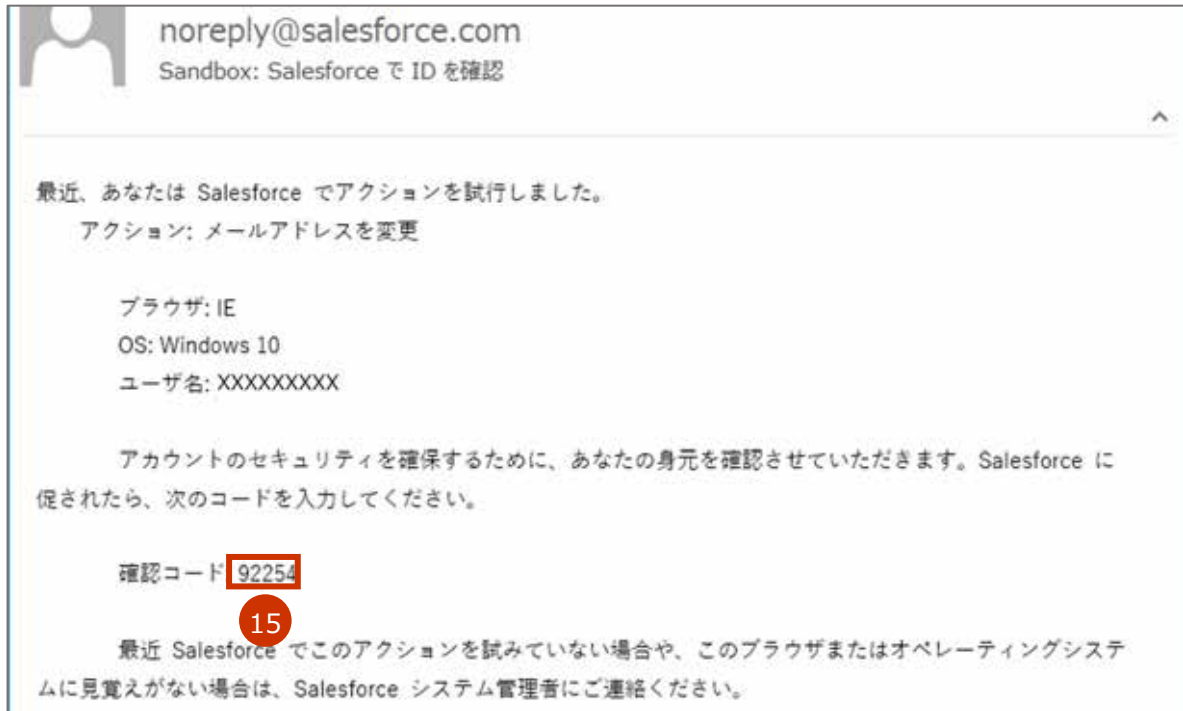 noreply@salesforce.com
Sandbox: Salesforce で ID を確認
最近、あなたは Salesforce でアクションを試行しました。
アクション: メールアドレスを変更
ブラウザ: IE
OS: Windows 10
ユーザ名: XXXXXXXXX
アカウントのセキュリティを確保するために、あなたの身元を確認させていただきます。Salesforce に
促されたら、次のコードを入力してください。
確認コード 92254
15
最近 Salesforce でこのアクションを試みていない場合や、このブラウザまたはオペレーティングシステ
ムに見覚えがない場合は、Salesforce システム管理者にご連絡ください。